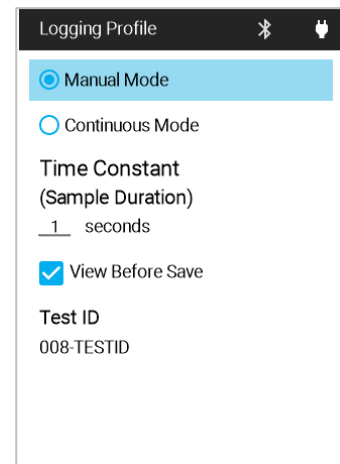 Logging Profile
Manual Mode
Continuous Mode
Time Constant
(Sample Duration)
1 seconds
View Before Save
Test ID
008-TESTID